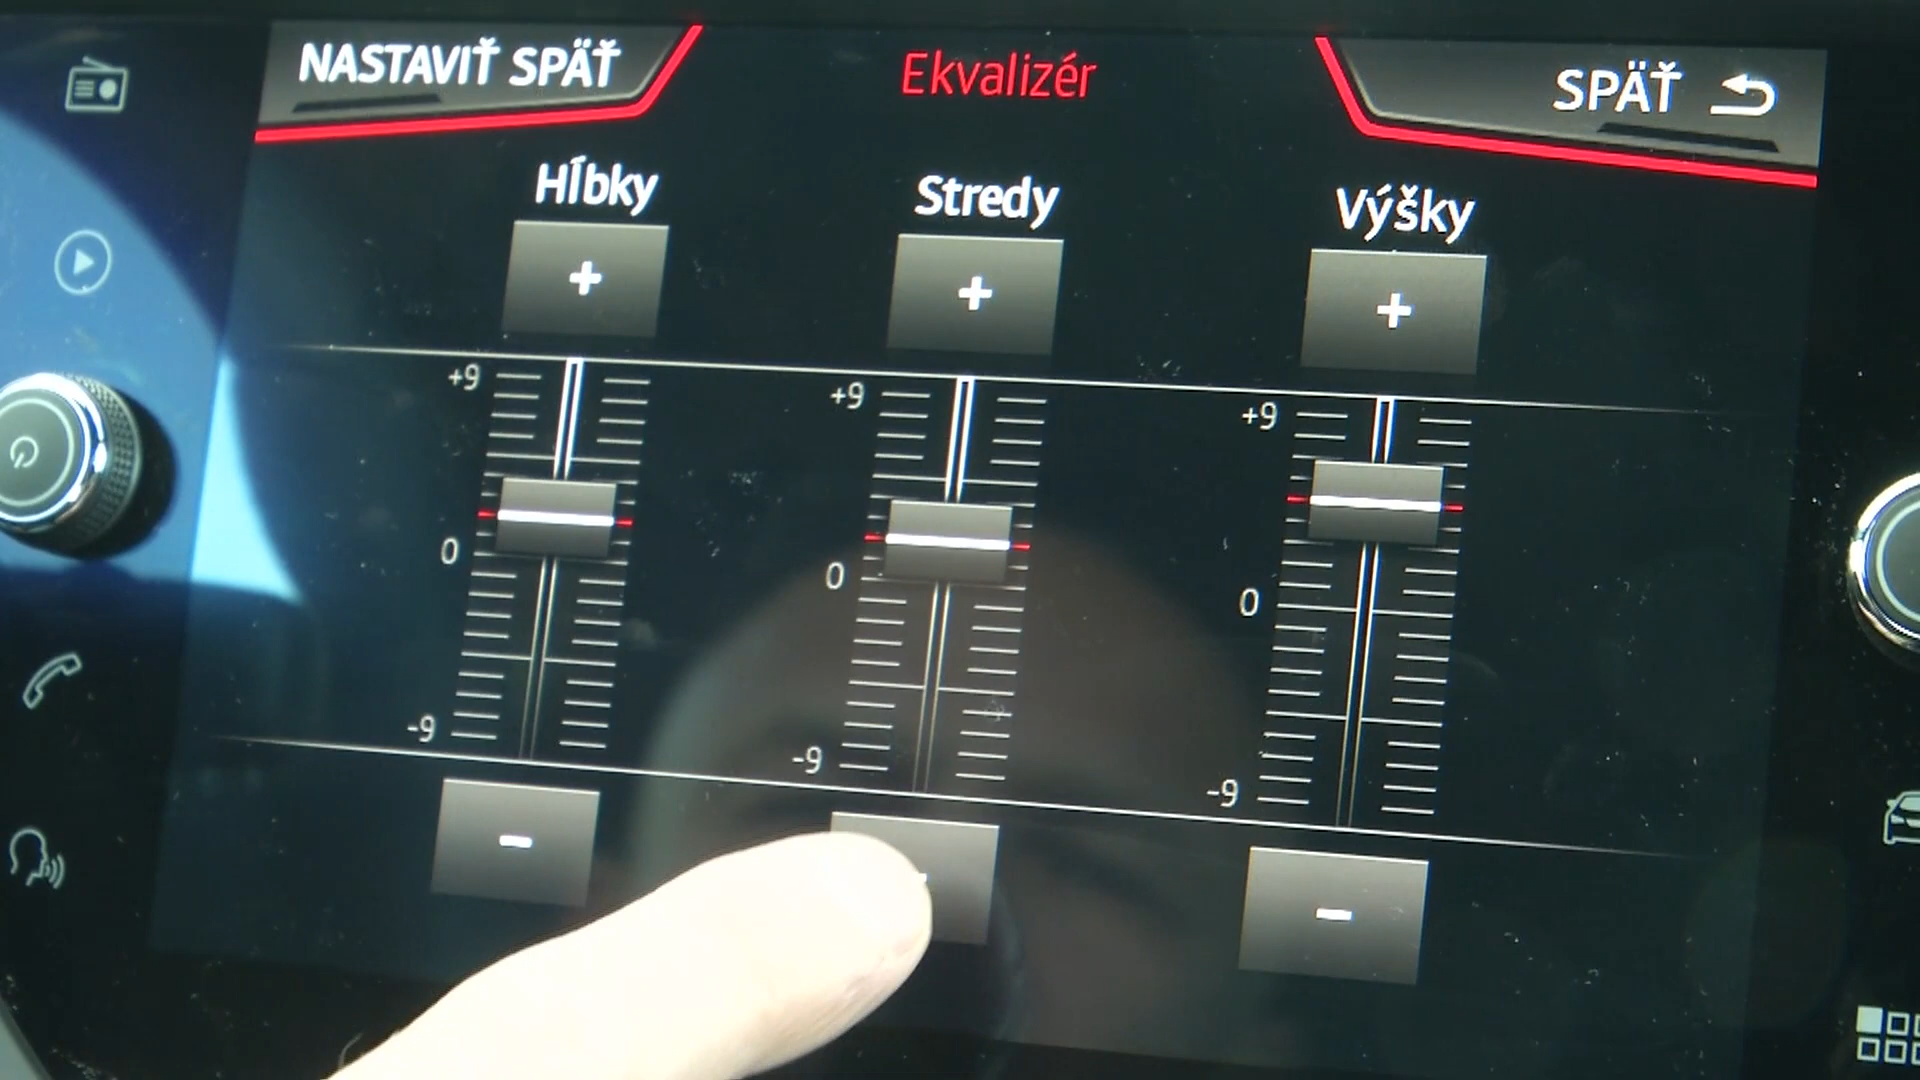 NASTAVIŤ SPÄŤ
Ekvalizér
SPÄŤ
Hĺbky
Stredy
Výšky
+
+
+
+9
+9
+9
0
0
0
-9
-9
-9
-
-
-